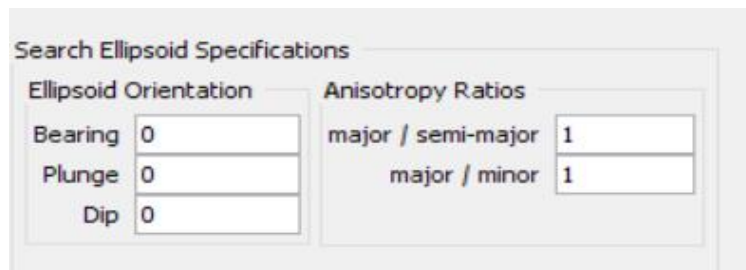 Search Ellipsoid Specifications
Ellipsoid Orientation
Bearing 0
Plunge 0
Dip 0
Anisotropy Ratios
major / semi-major 1
major / minor 1